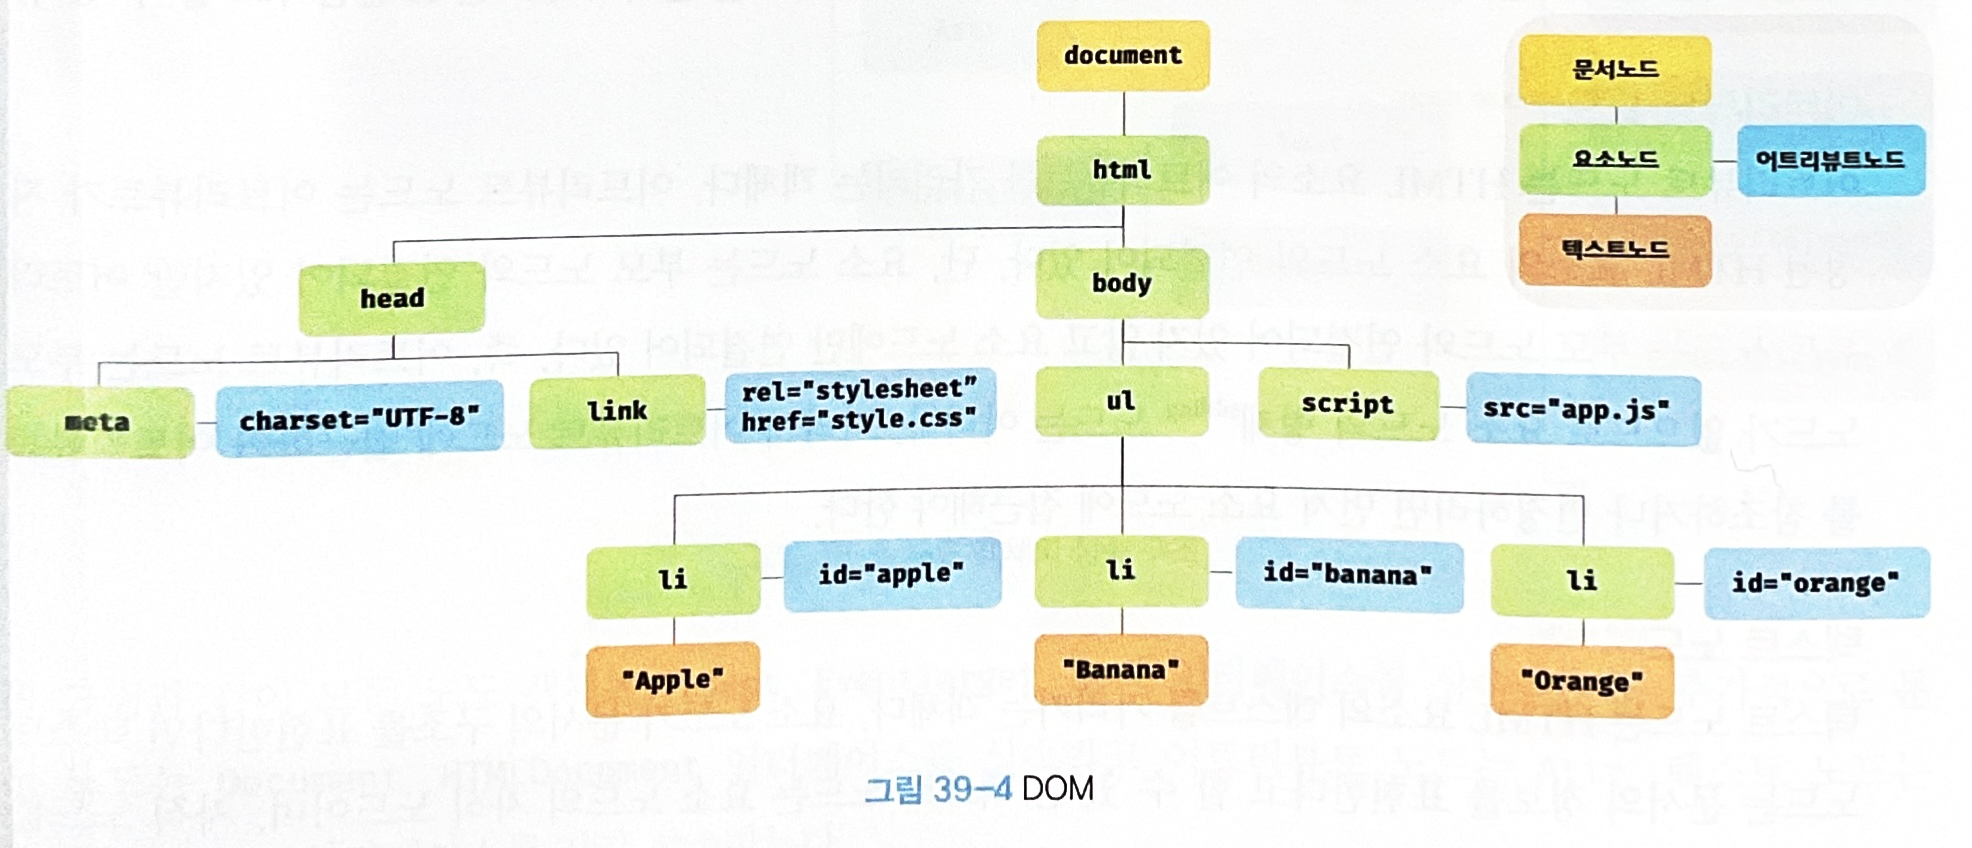 document
문서노드
html
요소노드
어트리뷰트노드
텍스트노드
head
body
meta
charset="UTF-8"
link
rel="stylesheet"
href="style.css"
ul
script
src="app.js"
li
id="apple"
li
id="banana"
li
id="orange"
"Apple"
"Banana"
"Orange"
그림 39-4 DOM